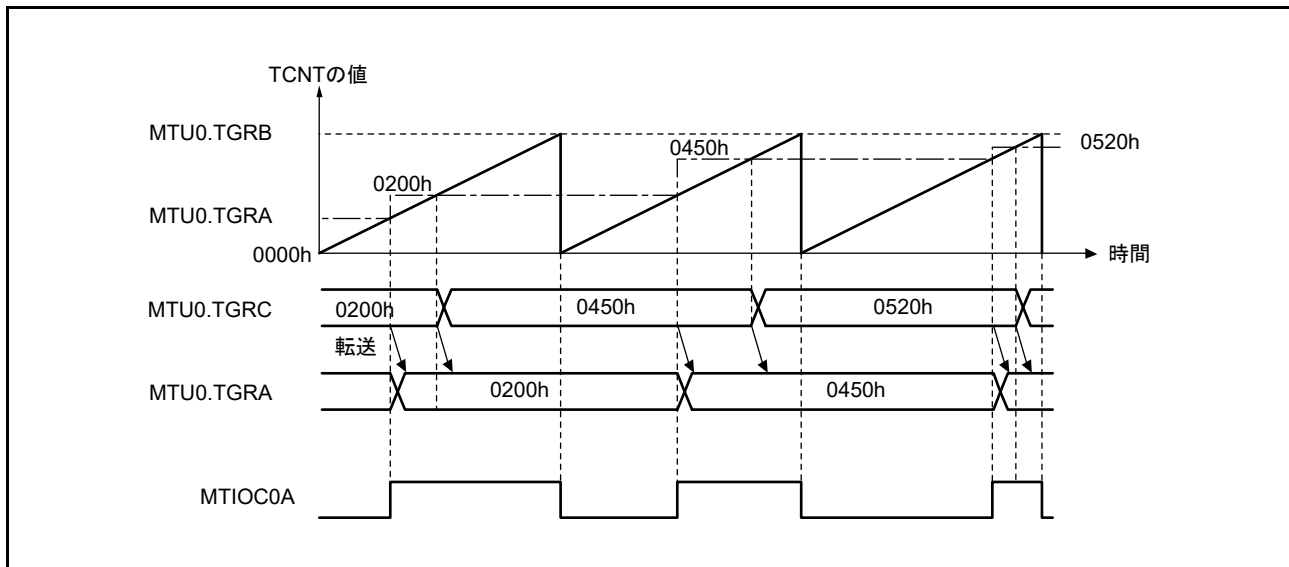 TCNTの値
MTU0.TGRB
0450h
0520h
0200h
MTU0.TGRA
0000h
時間
MTU0.TGRC
0200h
0450h
0520h
転送
MTU0.TGRA
0200h
0450h
MTIOC0A